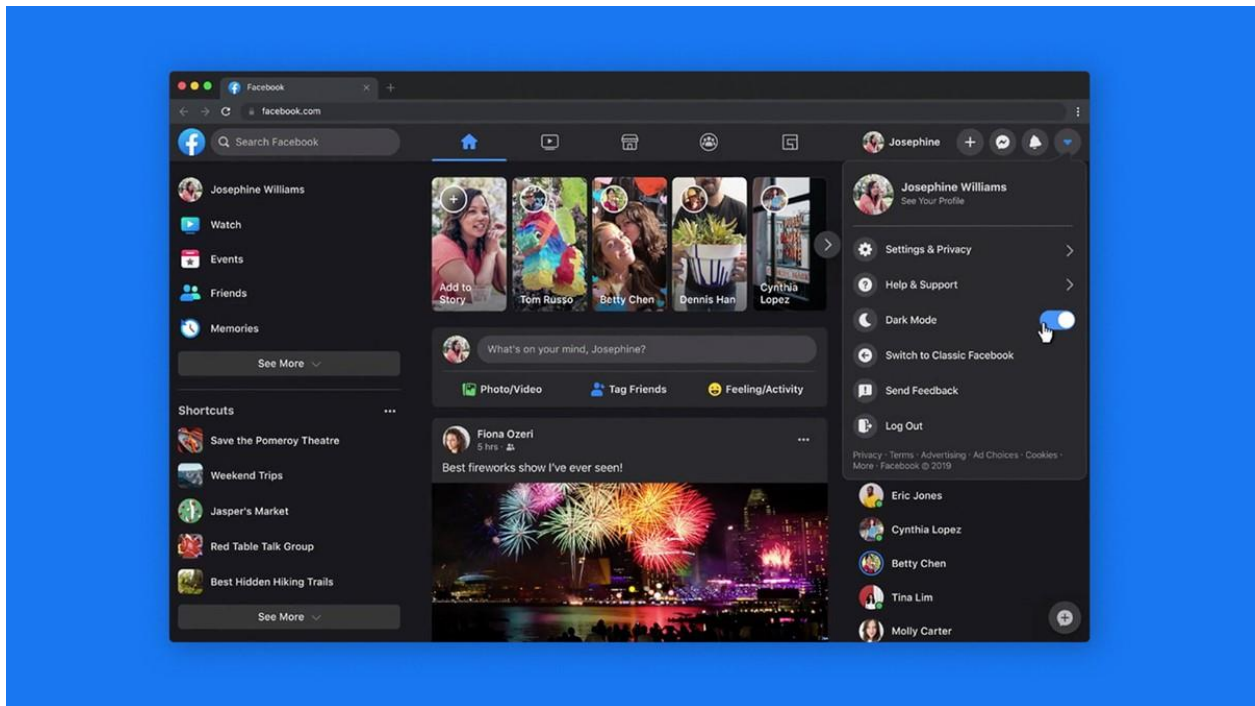 Facebook
facebook.com
Search Facebook
Josephine
Josephine Williams
Watch
Events
Friends
Memories
See More
Shortcuts
Save the Pomeroy Theatre
Weekend Trips
Jasper's Market
Red Table Talk Group
Best Hidden Hiking Trails
See More
Add to
Story
Tom Russo
Betty Chen
Dennis Han
Cynthia
Lopez
What's on your mind, Josephine?
Photo/Video
Tag Friends
Feeling/Activity
Fiona Ozeri
5 hrs ·
Best fireworks show I've ever seen!
Josephine Williams
See Your Profile
Settings & Privacy
Help & Support
Dark Mode
Switch to Classic Facebook
Send Feedback
Log Out
Privacy · Terms · Advertising · Ad Choices · Cookies ·
More · Facebook © 2019
Eric Jones
Cynthia Lopez
Betty Chen
Tina Lim
Molly Carter